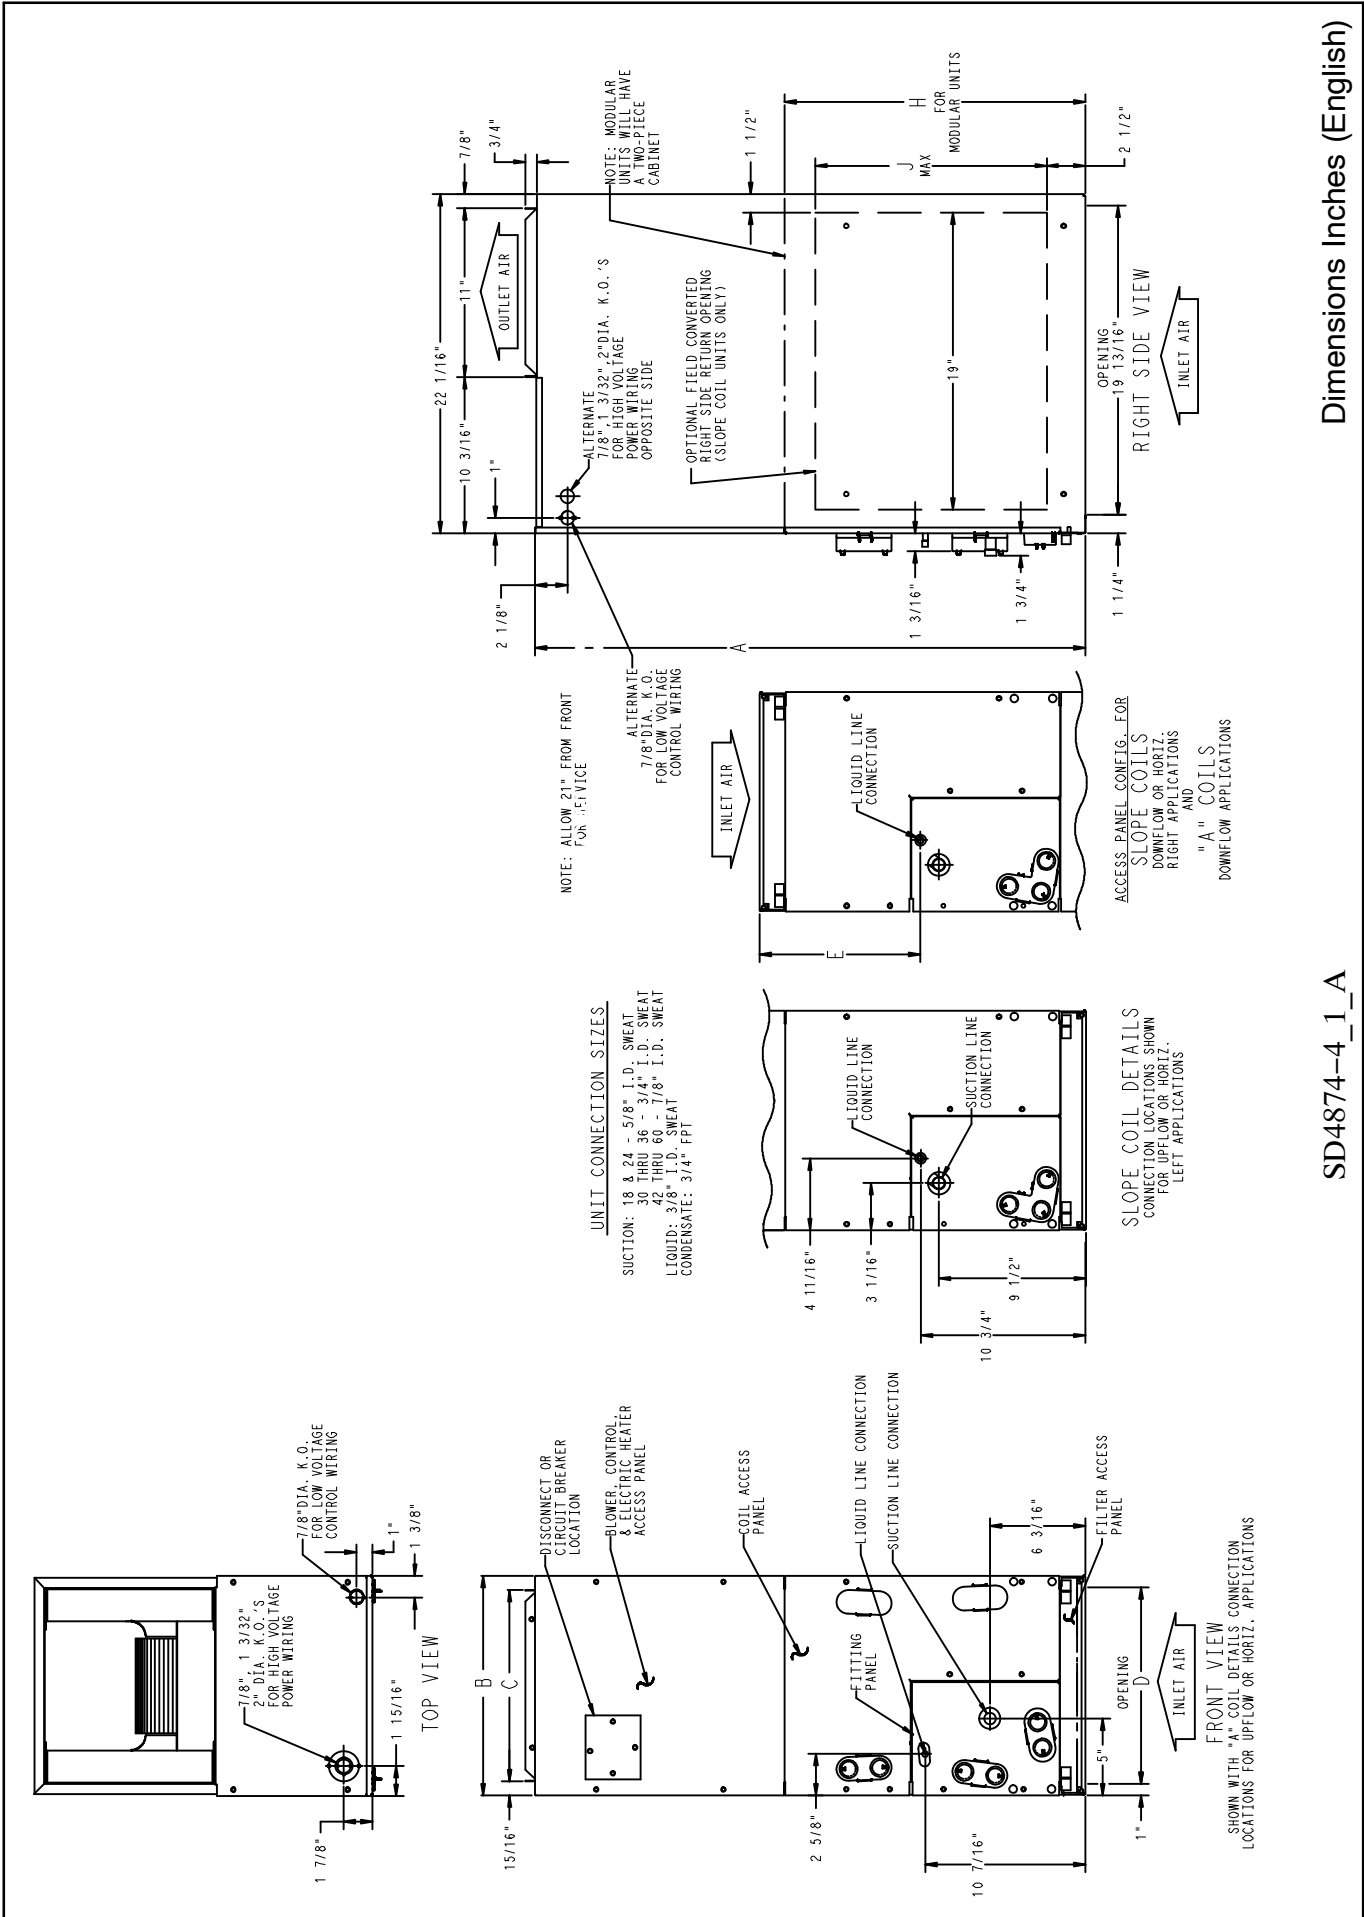 Dimensions Inches (English)
SD4874-4_1_A
7/8", 1 3/32"
2" DIA. K.O.'S
FOR HIGH VOLTAGE
POWER WIRING
7/8"DIA. K.O.
FOR LOW VOLTAGE
CONTROL WIRING
1 7/8"
1 15/16"
1"
1 3/8"
TOP VIEW
B
C
15/16"
DISCONNECT OR
CIRCUIT BREAKER
LOCATION
BLOWER, CONTROL,
& ELECTRIC HEATER
ACCESS PANEL
COIL ACCESS
PANEL
FITTING
PANEL
LIQUID LINE CONNECTION
SUCTION LINE CONNECTION
FILTER ACCESS
PANEL
2 5/8"
10 7/16"
6 3/16"
5"
1"
OPENING
D
INLET AIR
FRONT VIEW
SHOWN WITH "A" COIL DETAILS CONNECTION
LOCATIONS FOR UPFLOW OR HORIZ. APPLICATIONS
UNIT CONNECTION SIZES
SUCTION: 18 & 24 - 5/8" I.D. SWEAT
30 THRU 36 - 3/4" I.D. SWEAT
42 THRU 60 - 7/8" I.D. SWEAT
LIQUID: 3/8" I.D. SWEAT
CONDENSATE: 3/4" FPT
LIQUID LINE
CONNECTION
SUCTION LINE
CONNECTION
4 11/16"
3 1/16"
9 1/2"
10 3/4"
SLOPE COIL DETAILS
CONNECTION LOCATIONS SHOWN
FOR UPFLOW OR HORIZ.
LEFT APPLICATIONS
NOTE: ALLOW 21" FROM FRONT
INLET AIR
E
LIQUID LINE
CONNECTION
ACCESS PANEL CONFIG. FOR
SLOPE COILS
DOWNFLOW OR HORIZ.
RIGHT APPLICATIONS
AND
"A" COILS
DOWNFLOW APPLICATIONS
22 1/16"
10 3/16"
11"
7/8"
3/4"
1"
2 1/8"
OUTLET AIR
A
ALTERNATE
7/8"DIA. K.O.
FOR LOW VOLTAGE
CONTROL WIRING
ALTERNATE
7/8",1 3/32",2"DIA. K.O.'S
FOR HIGH VOLTAGE
POWER WIRING
OPPOSITE SIDE
NOTE: MODULAR
UNITS WILL HAVE
A TWO-PIECE
CABINET
OPTIONAL FIELD CONVERTED
RIGHT SIDE RETURN OPENING
(SLOPE COIL UNITS ONLY)
1 1/2"
19"
J
MAX
H
FOR
MODULAR UNITS
2 1/2"
1 3/16"
1 3/4"
1 1/4"
OPENING
19 13/16"
RIGHT SIDE VIEW
INLET AIR